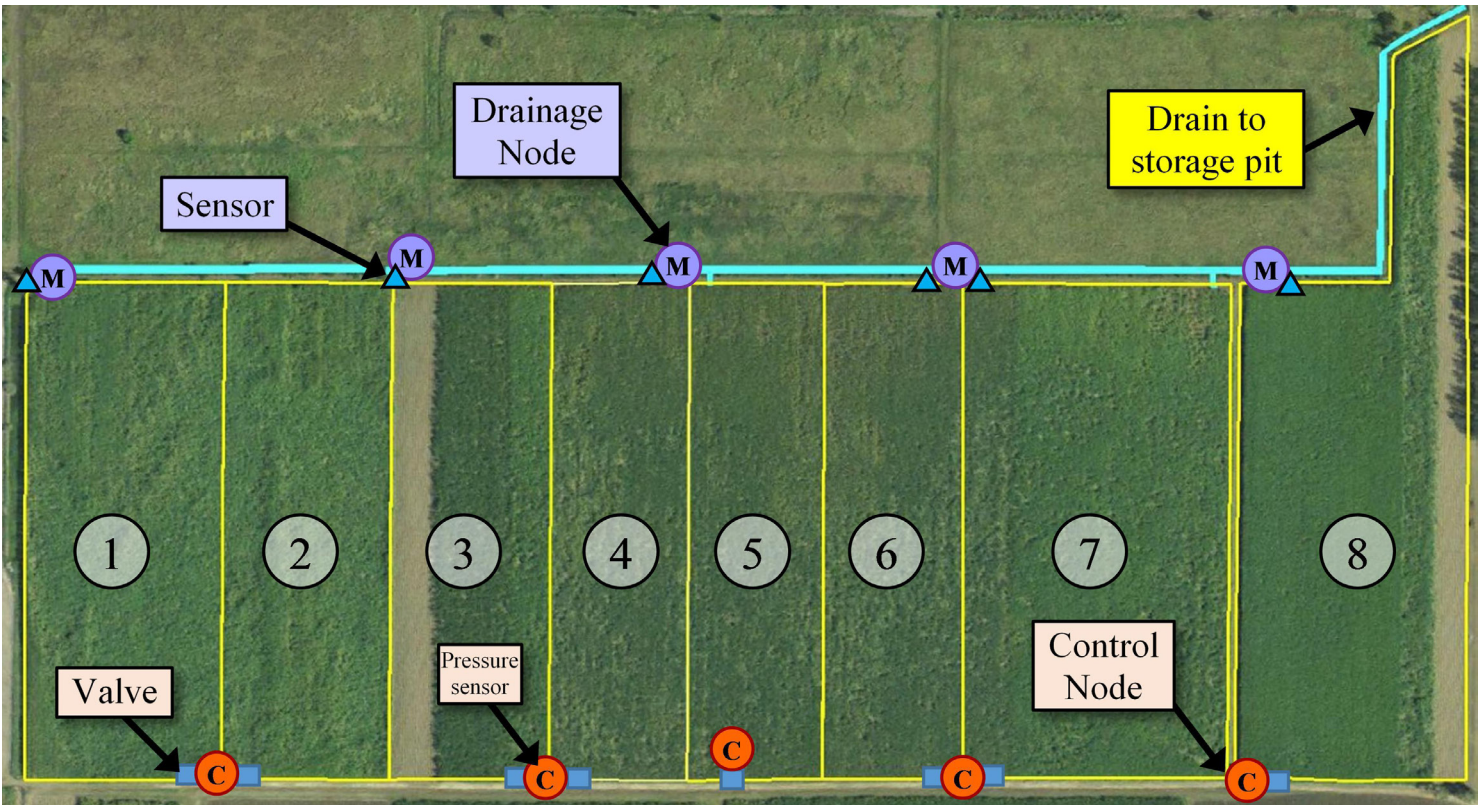 Drainage
Node
Drain to
storage pit
Sensor
M
M
M
M
M
1
2
3
4
5
6
7
8
Valve
Pressure
sensor
Control
Node
C
C
C
C
C